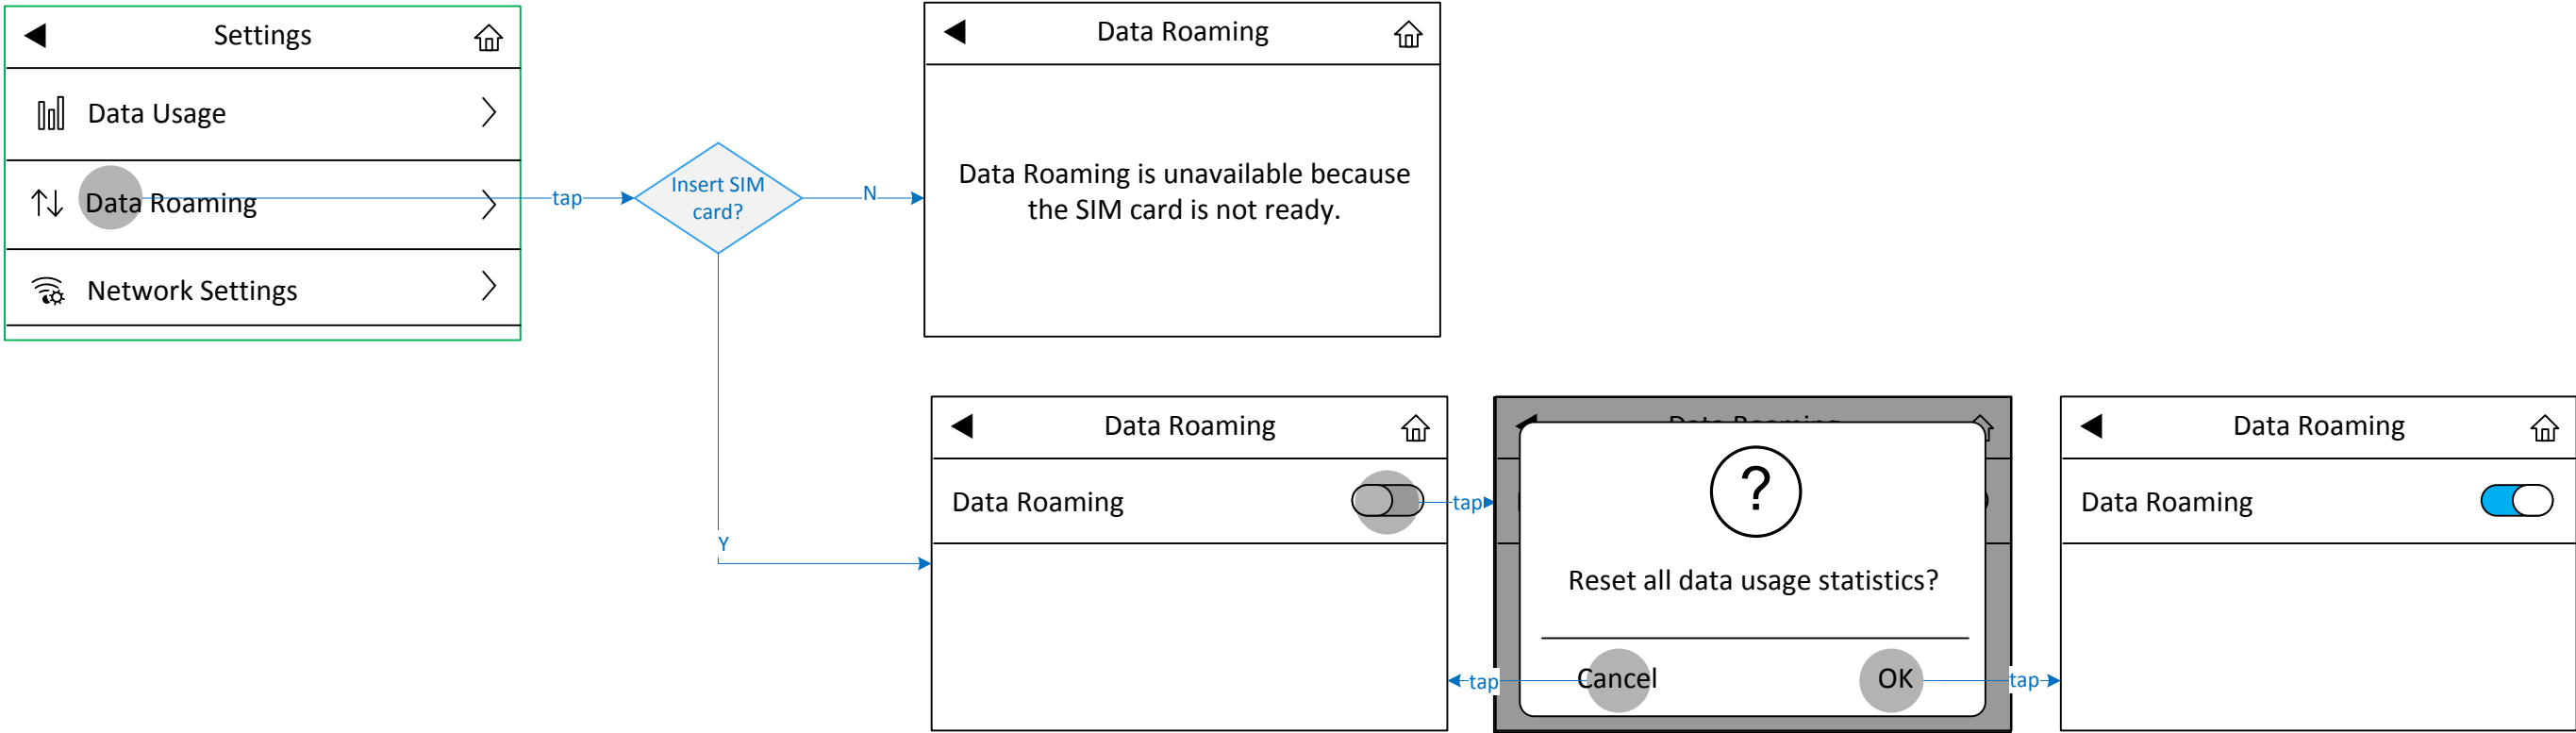 Settings
Data Usage
Data Roaming
Network Settings
tap
Insert SIM
card?
N
Y
Data Roaming
Data Roaming is unavailable because
the SIM card is not ready.
Data Roaming
Data Roaming
tap
Data Roaming
?
Reset all data usage statistics?
Cancel
OK
tap
tap
Data Roaming
Data Roaming